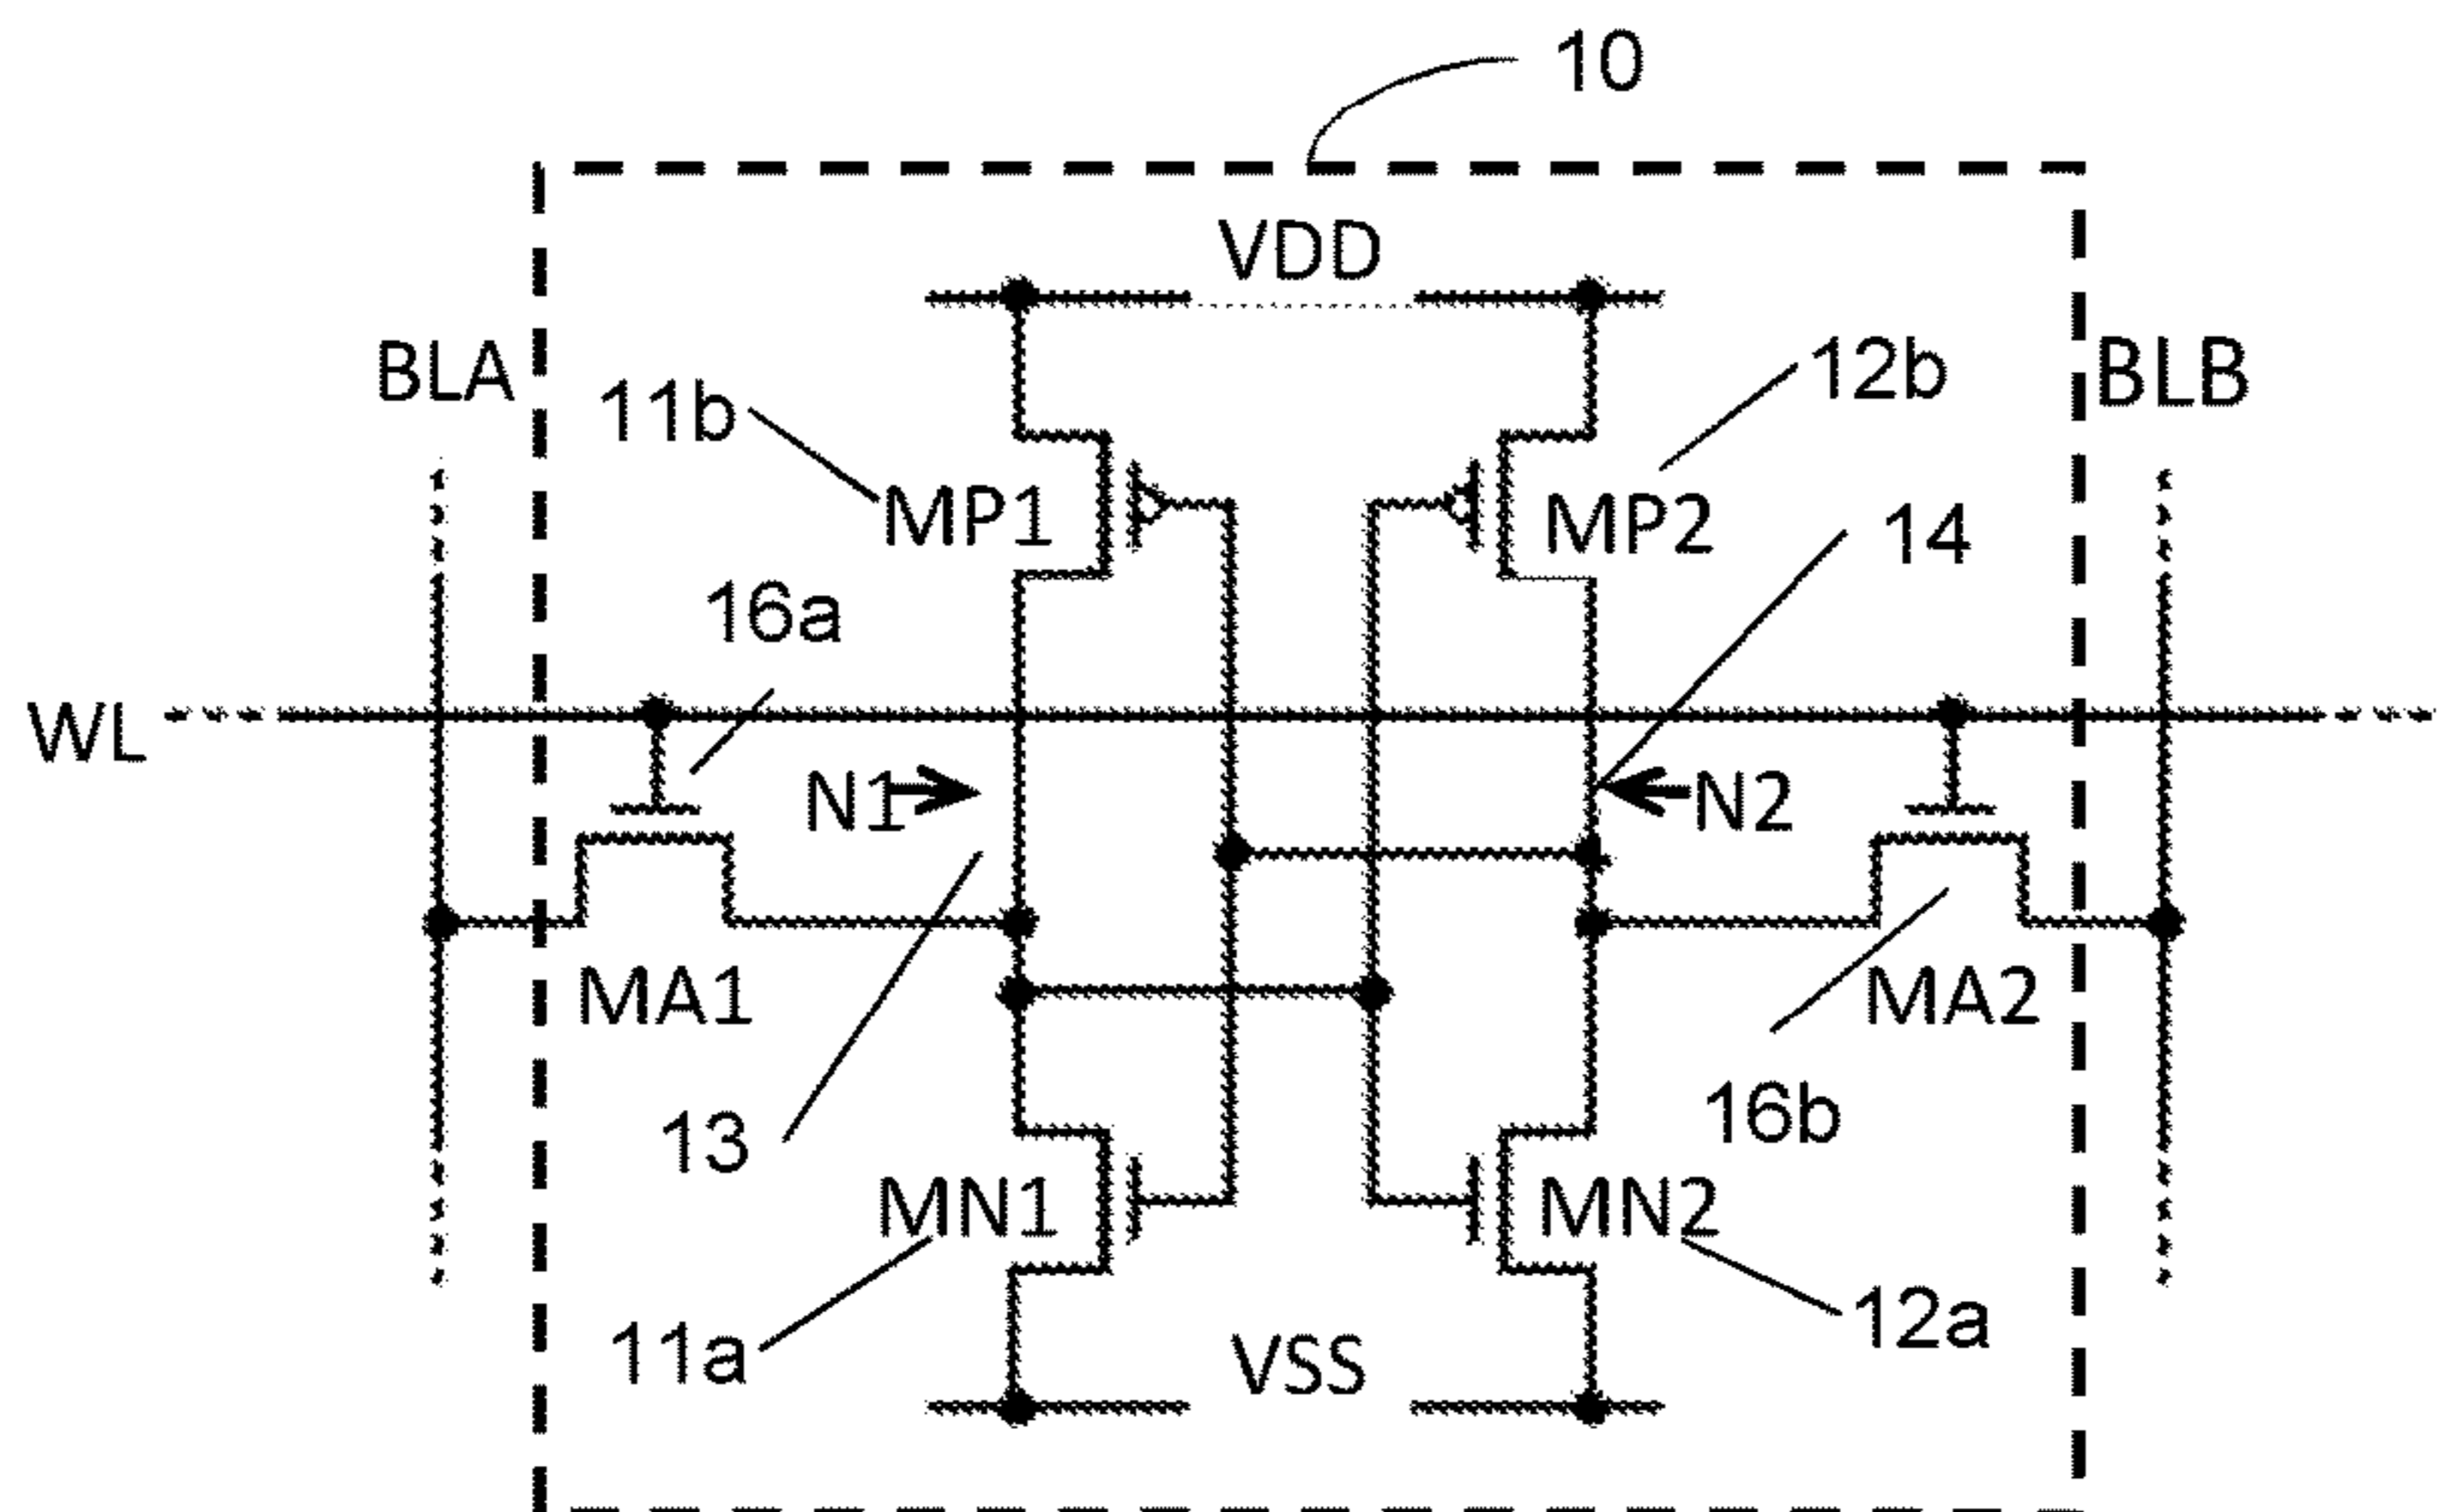 10
VDD
BLA
11b
12b
BLB
MP1
MP2
14
16a
WL
N1
N2
MA1
MA2
13
16b
MN1
MN2
11a
12a
VSS